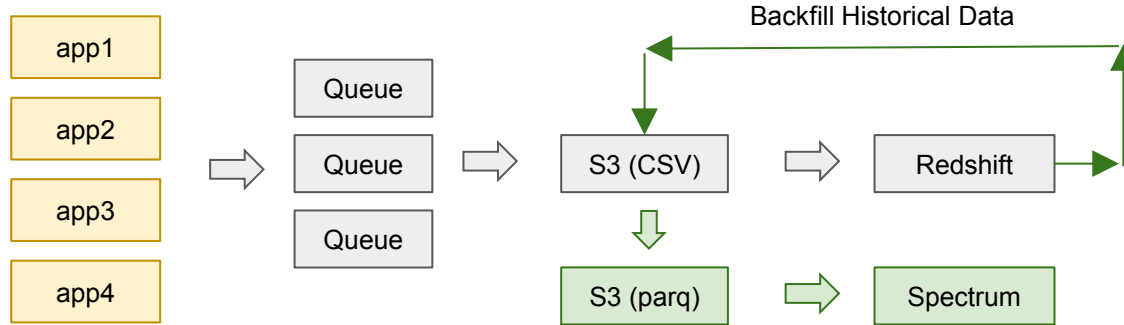 Backfill Historical Data
app1
app2
app3
app4
Queue
Queue
Queue
S3 (CSV)
Redshift
S3 (parq)
Spectrum